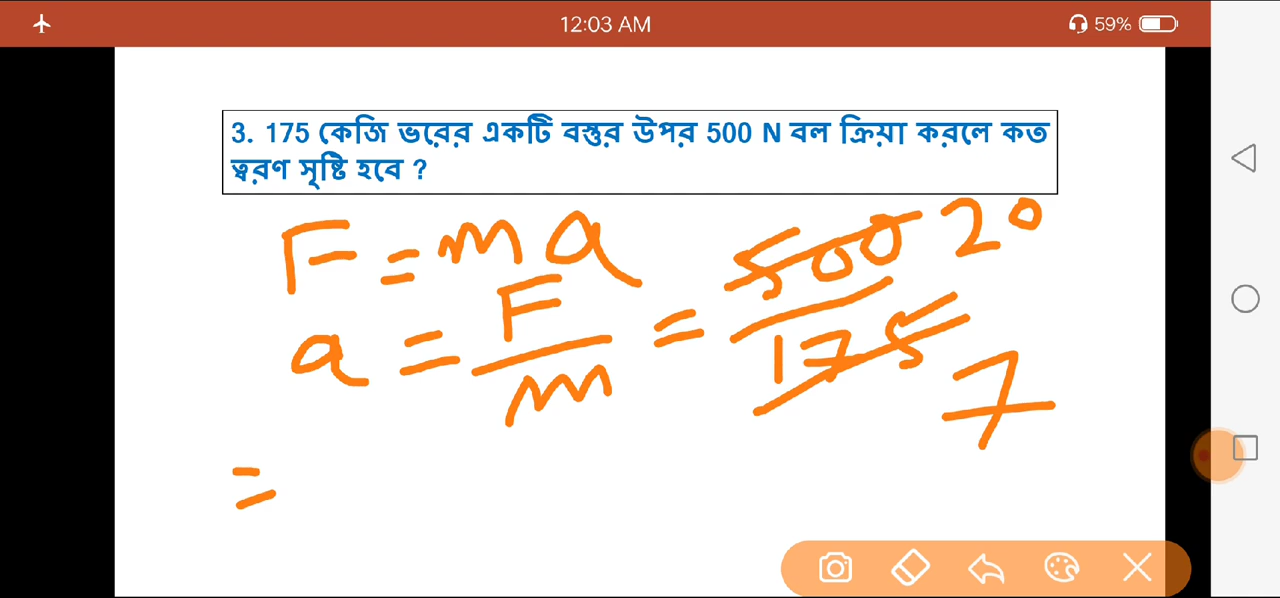 12:03 AM
59%
3. 175 কেজি ভরের একটি বস্তুর উপর 500 N বল ক্রিয়া করলে কত
ত্বরণ সৃষ্টি হবে ?
F = ma
a = F/m = 500/175 20
7
=